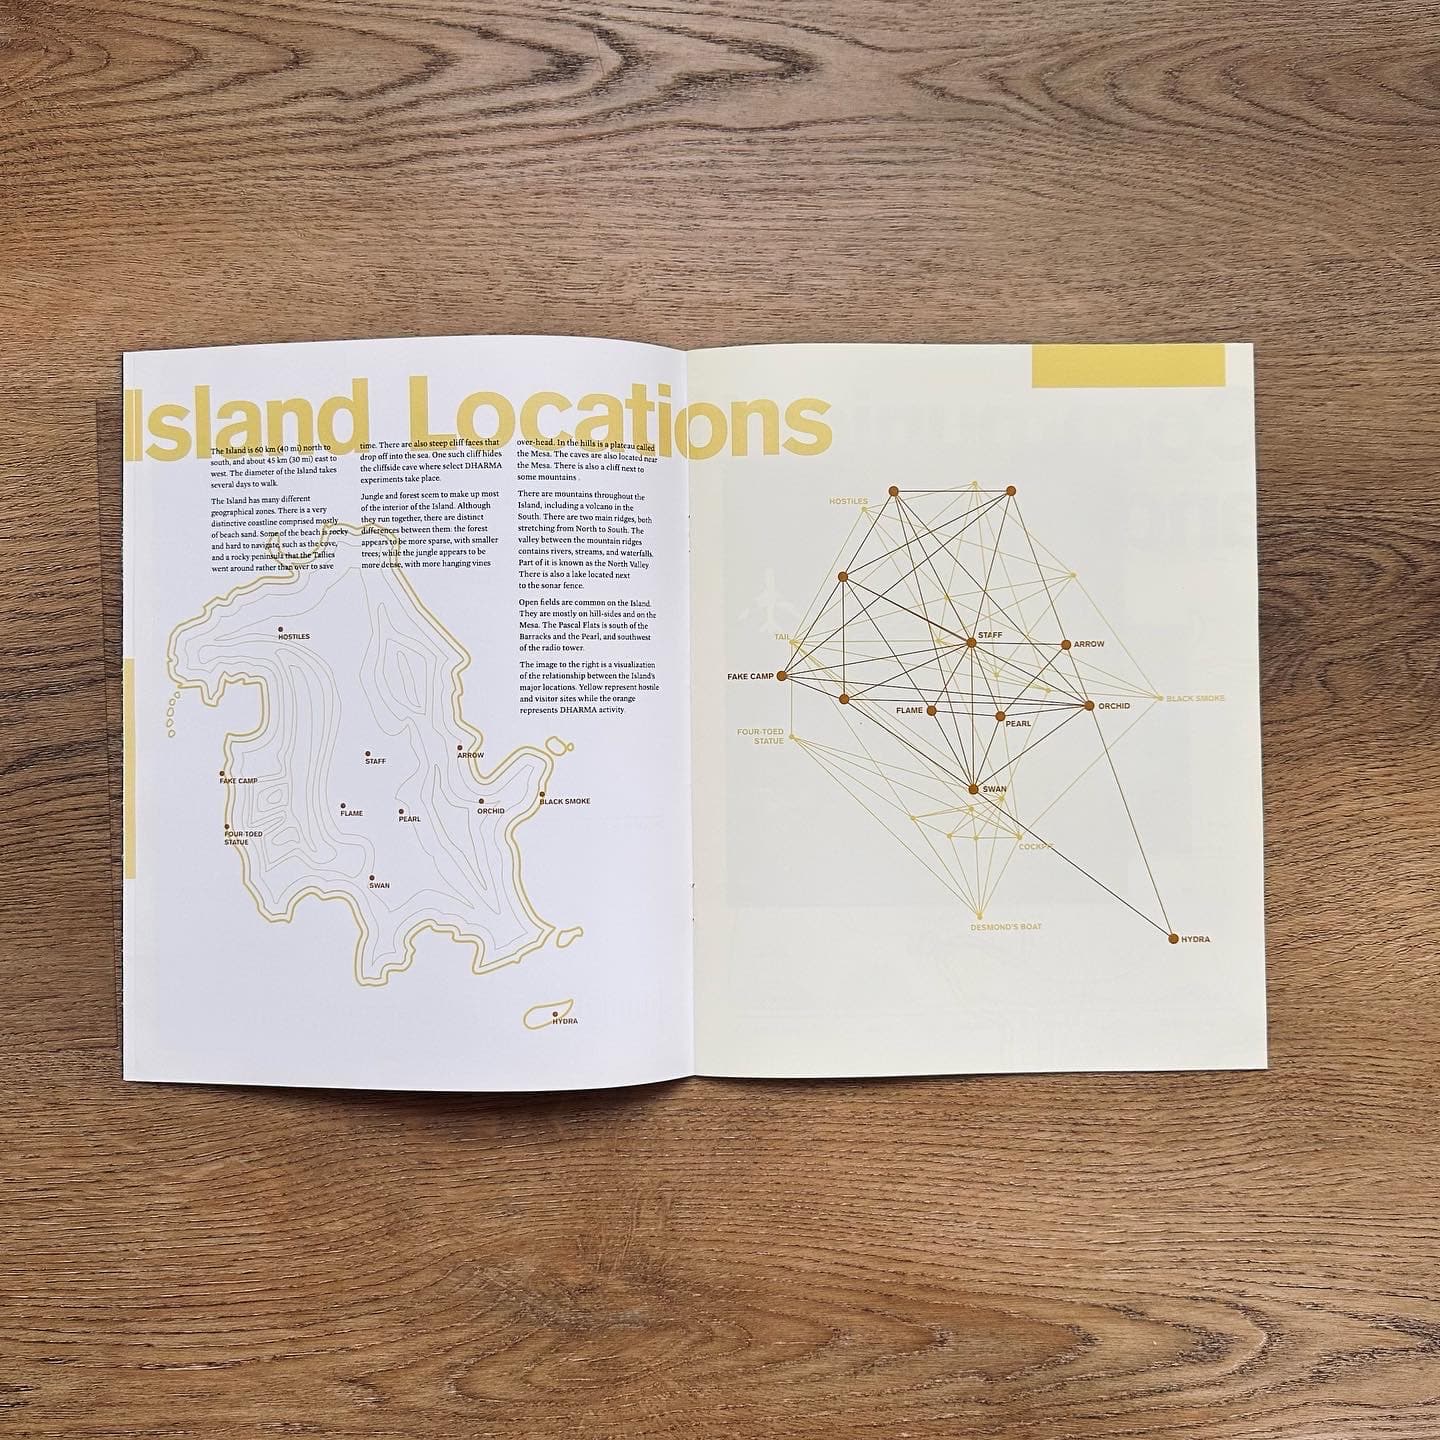 Island Locations
The Island is 60 km (40 mi) north to
south, and about 45 km (30 mi) east to
west. The diameter of the Island takes
several days to walk.
The Island has many different
geographical zones. There is a very
distinctive coastline comprised mostly
of beach sand. Some of the beach is rocky
and hard to navigate, such as the cove,
and a rocky peninsula that the Tailies
went around rather than over to save
time. There are also steep cliff faces that
drop off into the sea. One such cliff hides
the cliffside cave where select DHARMA
experiments take place.
Jungle and forest seem to make up most
of the interior of the Island. Although
they run together, there are distinct
differences between them: the forest
appears to be more sparse, with smaller
trees; while the jungle appears to be
more dense, with more hanging vines
over-head. In the hills is a plateau called
the Mesa. The caves are also located near
the Mesa. There is also a cliff next to
some mountains .
There are mountains throughout the
Island, including a volcano in the
South. There are two main ridges, both
stretching from North to South. The
valley between the mountain ridges
contains rivers, streams, and waterfalls.
Part of it is known as the North Valley.
There is also a lake located next
to the sonar fence.
Open fields are common on the Island.
They are mostly on hill-sides and on the
Mesa. The Pascal Flats is south of the
Barracks and the Pearl, and southwest
of the radio tower.
The image to the right is a visualization
of the relationship between the Island's
major locations. Yellow represent hostile
and visitor sites while the orange
represents DHARMA activity.
HOSTILES
STAFF
ARROW
FAKE CAMP
FLAME
PEARL
ORCHID
BLACK SMOKE
FOUR-TOED
STATUE
SWAN
HYDRA
HOSTILES
TAIL
STAFF
ARROW
FAKE CAMP
BLACK SMOKE
FLAME
PEARL
ORCHID
FOUR-TOED
STATUE
SWAN
COCKPIT
DESMOND'S BOAT
HYDRA